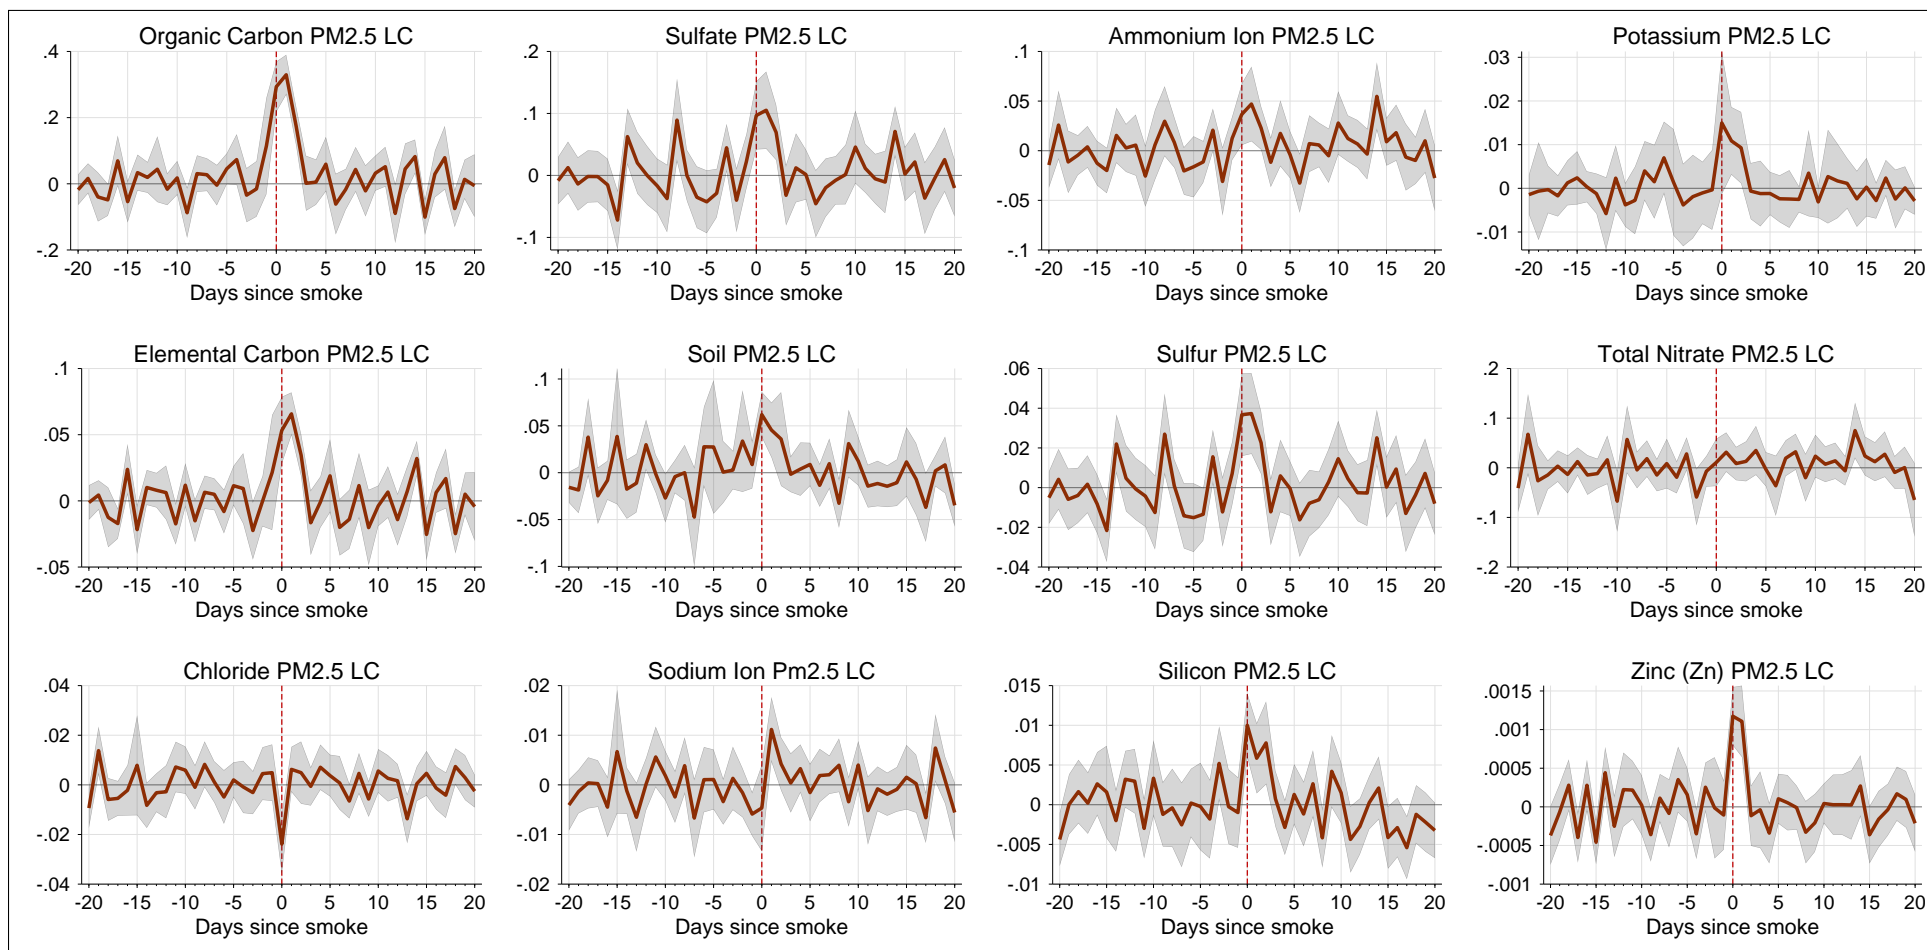 Organic Carbon PM2.5 LC
.4
.2
0
-.2
-20 -15 -10 -5 0 5 10 15 20
Days since smoke
Sulfate PM2.5 LC
.2
.1
0
-.1
-20 -15 -10 -5 0 5 10 15 20
Days since smoke
Ammonium Ion PM2.5 LC
.1
.05
0
-.05
-.1
-20 -15 -10 -5 0 5 10 15 20
Days since smoke
Potassium PM2.5 LC
.03
.02
.01
0
-.01
-20 -15 -10 -5 0 5 10 15 20
Days since smoke
Elemental Carbon PM2.5 LC
.1
.05
0
-.05
-20 -15 -10 -5 0 5 10 15 20
Days since smoke
Soil PM2.5 LC
.1
.05
0
-.05
-.1
-20 -15 -10 -5 0 5 10 15 20
Days since smoke
Sulfur PM2.5 LC
.06
.04
.02
0
-.02
-.04
-20 -15 -10 -5 0 5 10 15 20
Days since smoke
Total Nitrate PM2.5 LC
.2
.1
0
-.1
-.2
-20 -15 -10 -5 0 5 10 15 20
Days since smoke
Chloride PM2.5 LC
.04
.02
0
-.02
-.04
-20 -15 -10 -5 0 5 10 15 20
Days since smoke
Sodium Ion Pm2.5 LC
.02
.01
0
-.01
-.02
-20 -15 -10 -5 0 5 10 15 20
Days since smoke
Silicon PM2.5 LC
.015
.01
.005
0
-.005
-.01
-20 -15 -10 -5 0 5 10 15 20
Days since smoke
Zinc (Zn) PM2.5 LC
.0015
.001
.0005
0
-.0005
-.001
-20 -15 -10 -5 0 5 10 15 20
Days since smoke